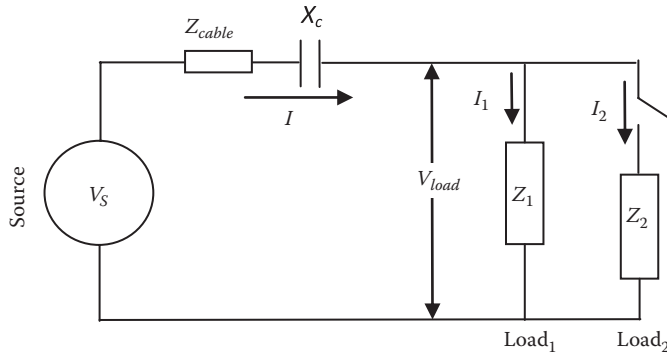 X_c
Z_cable
I
I_1
I_2
Source
V_S
V_load
Z_1
Z_2
Load_1
Load_2